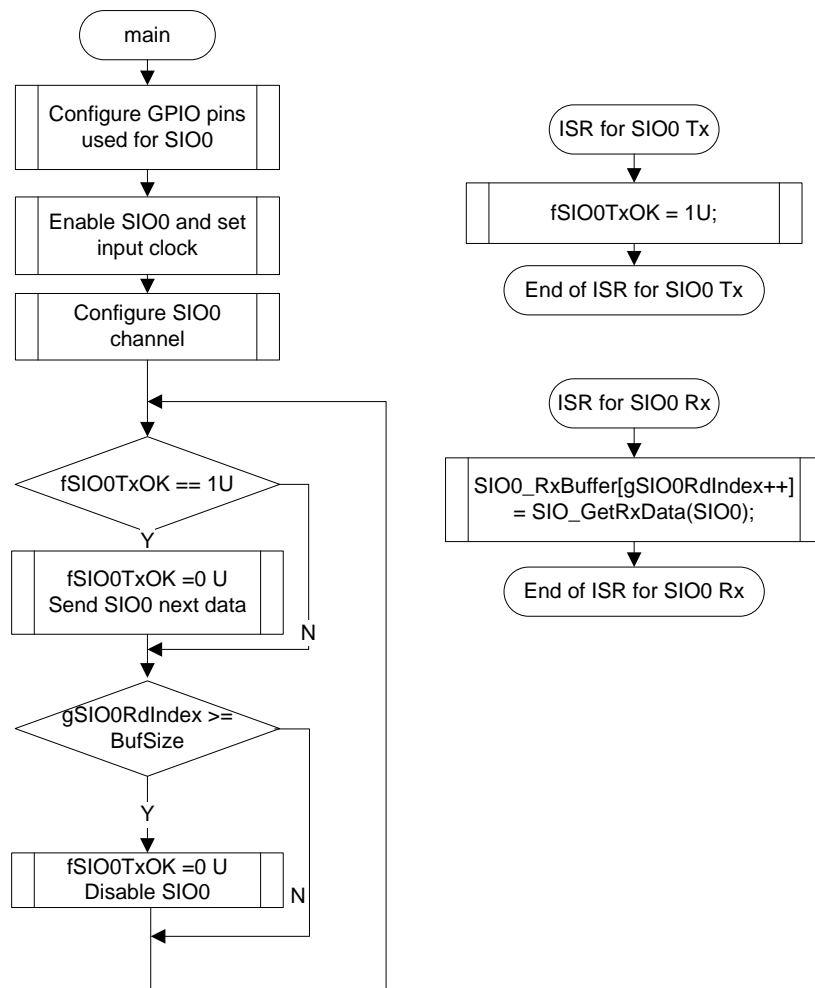 main
Configure GPIO pins
used for SIO0
Enable SIO0 and set
input clock
Configure SIO0
channel
fSIO0TxOK == 1U
Y
fSIO0TxOK =0 U
Send SIO0 next data
N
gSIO0RdIndex >=
BufSize
Y
fSIO0TxOK =0 U
Disable SIO0
N
ISR for SIO0 Tx
fSIO0TxOK = 1U;
End of ISR for SIO0 Tx
ISR for SIO0 Rx
SIO0_RxBuffer[gSIO0RdIndex++]
= SIO_GetRxData(SIO0);
End of ISR for SIO0 Rx